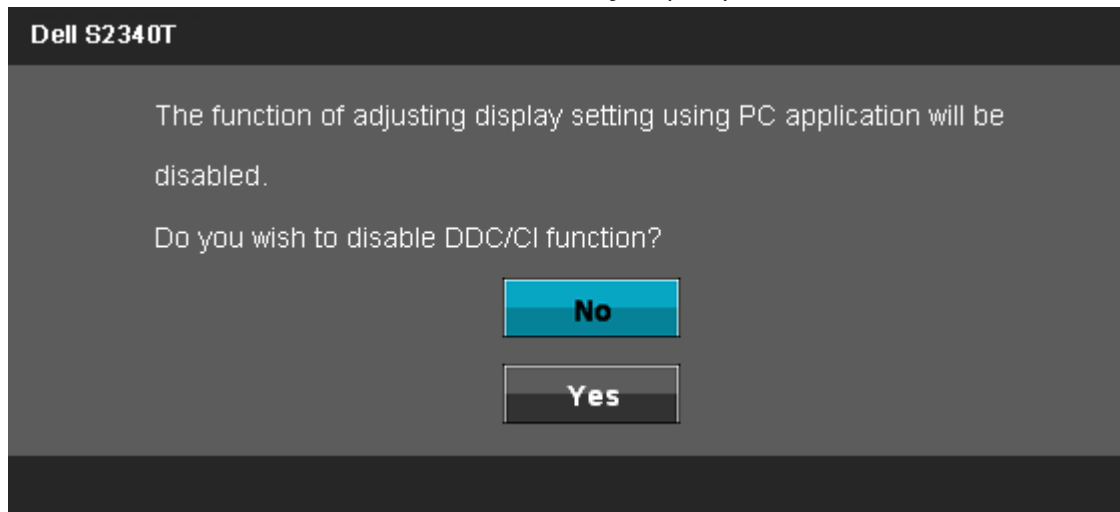 Dell S2340T
The function of adjusting display setting using PC application will be
disabled.
Do you wish to disable DDC/CI function?
No
Yes